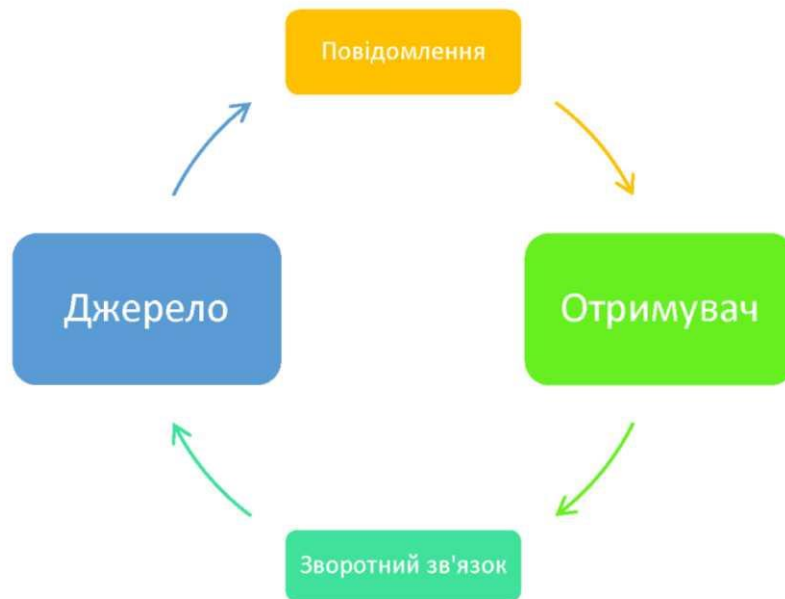 Повідомлення
Джерело
Отримувач
Зворотний зв'язок